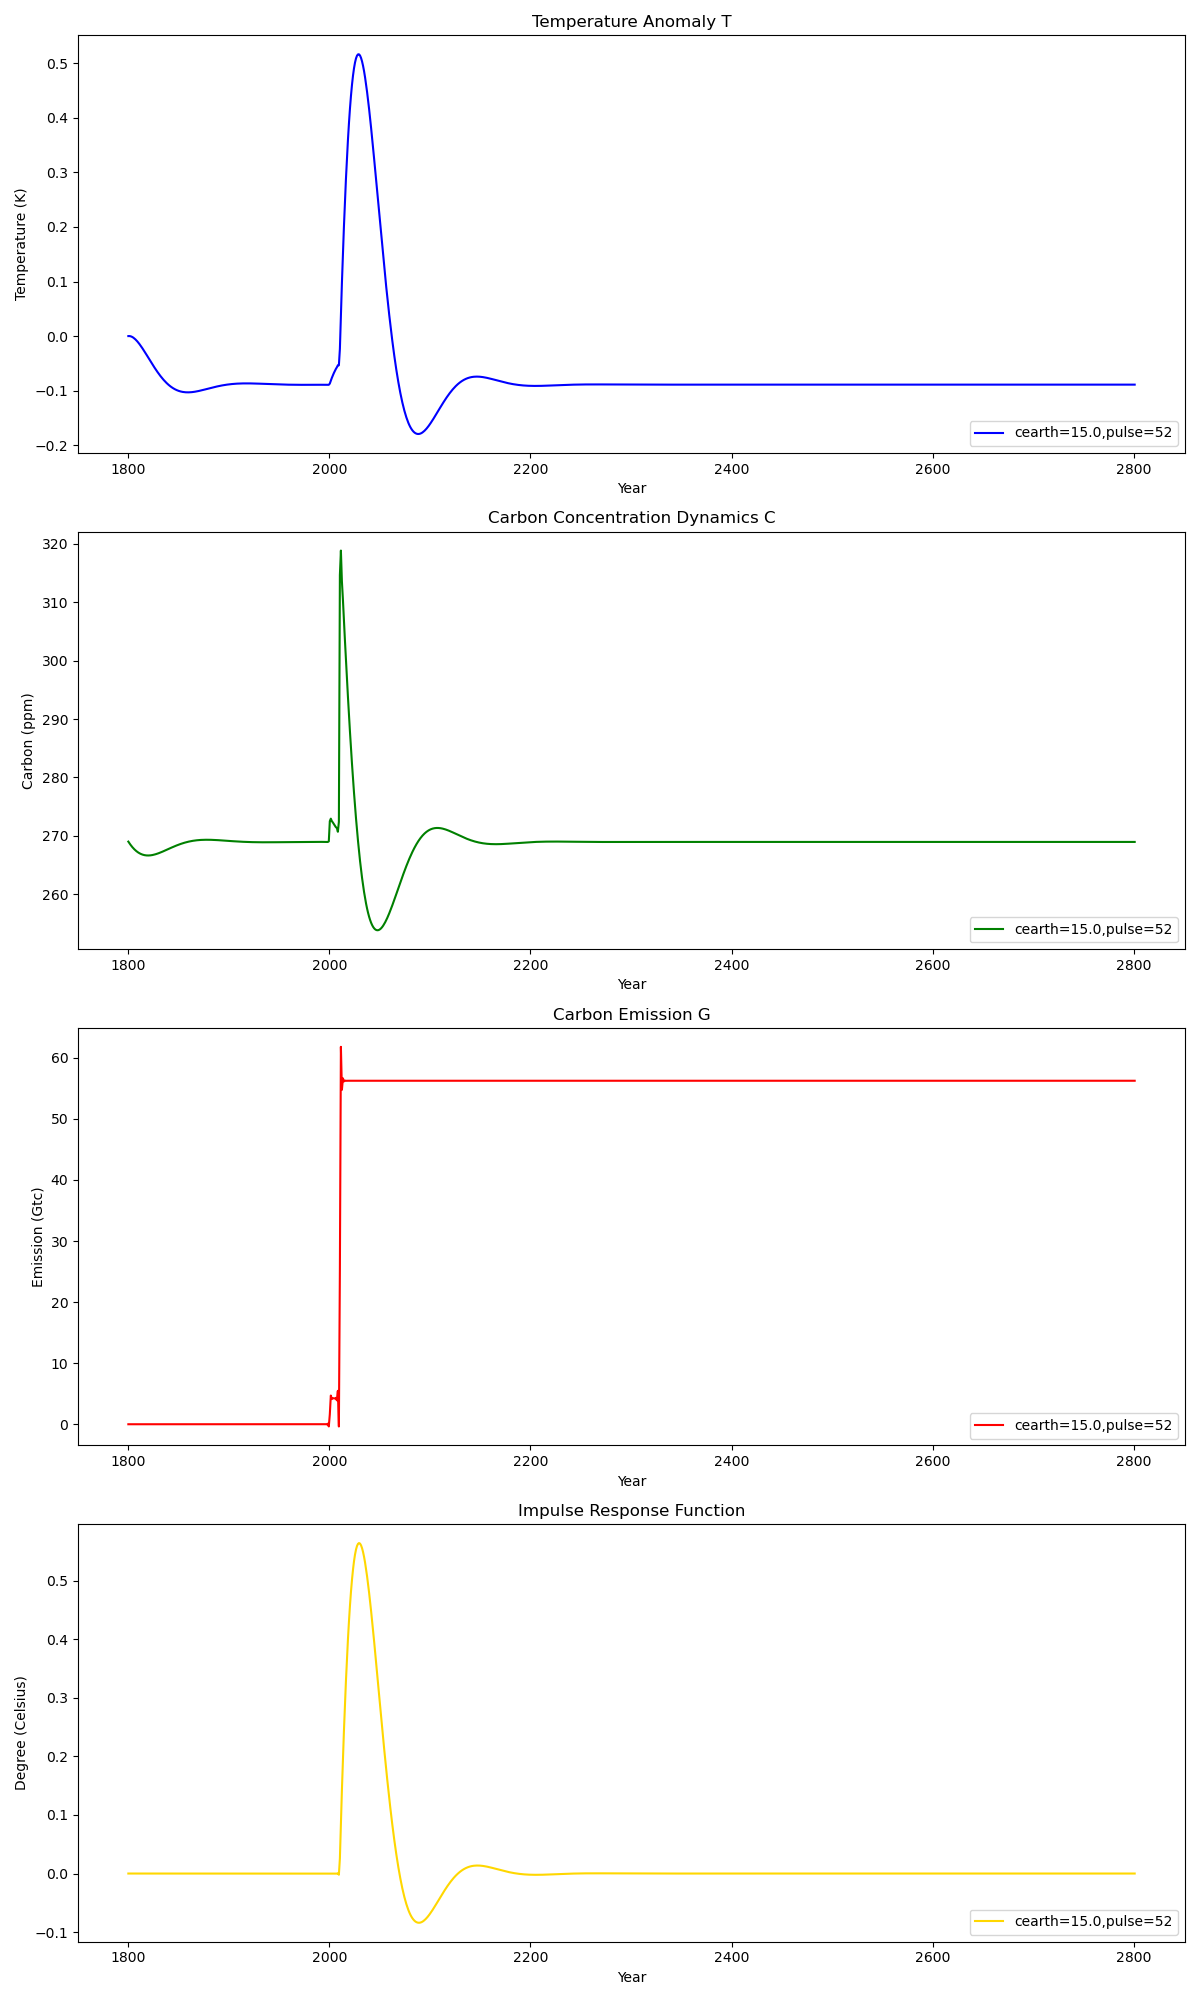 Temperature Anomaly T
0.5
0.4
0.3
0.2
0.1
0.0
−0.1
−0.2
Temperature (K)
cearth=15.0,pulse=52
1800 2000 2200 2400 2600 2800
Year
Carbon Concentration Dynamics C
320
310
300
290
280
270
260
Carbon (ppm)
cearth=15.0,pulse=52
1800 2000 2200 2400 2600 2800
Year
Carbon Emission G
60
50
40
30
20
10
0
Emission (Gtc)
cearth=15.0,pulse=52
1800 2000 2200 2400 2600 2800
Year
Impulse Response Function
0.5
0.4
0.3
0.2
0.1
0.0
−0.1
Degree (Celsius)
cearth=15.0,pulse=52
1800 2000 2200 2400 2600 2800
Year